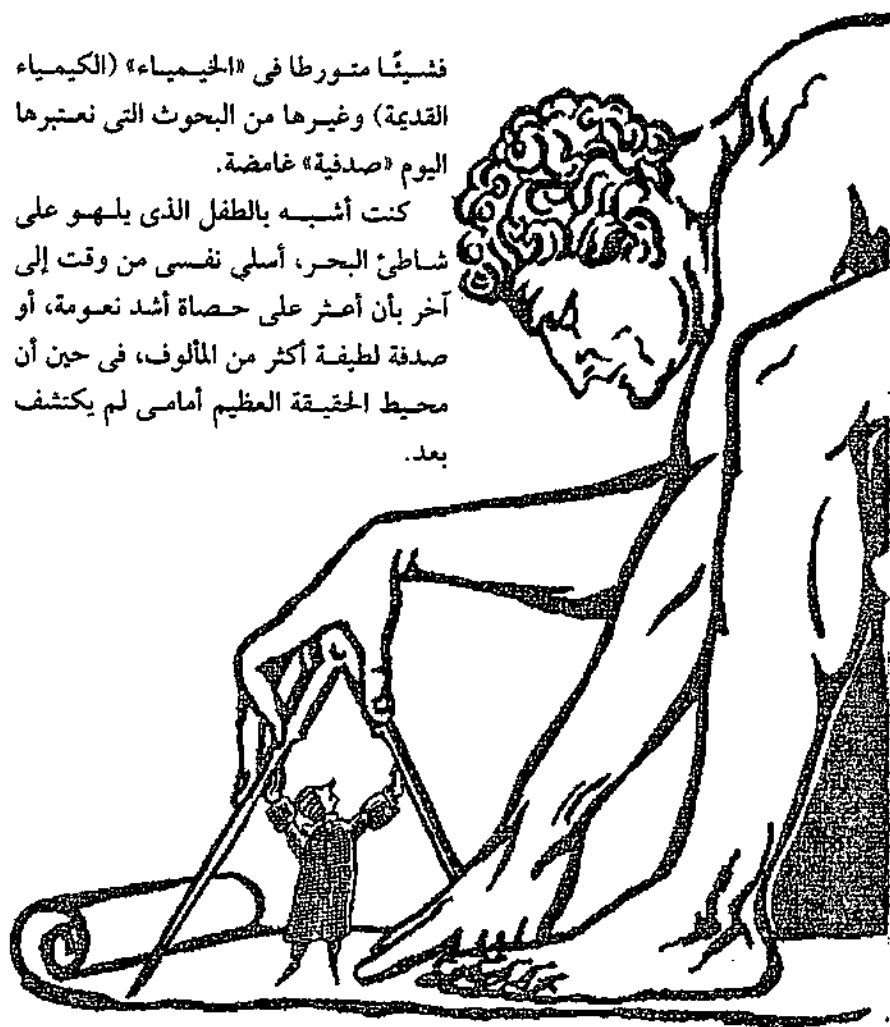 فشيئًا متورطا فى «الخيمياء» (الكيمياء
القديمة) وغيرها من البحوث التى نعتبرها
اليوم «صدفية» غامضة.
كنت أشبه بالطفل الذى يلهو على
شاطئ البحر، أسلي نفسى من وقت إلى
آخر بأن أعثر على حصاة أشد نعومة، أو
صدفة لطيفة أكثر من المألوف، فى حين أن
محيط الحقيقة العظيم أمامى لم يكتشف
بعد.